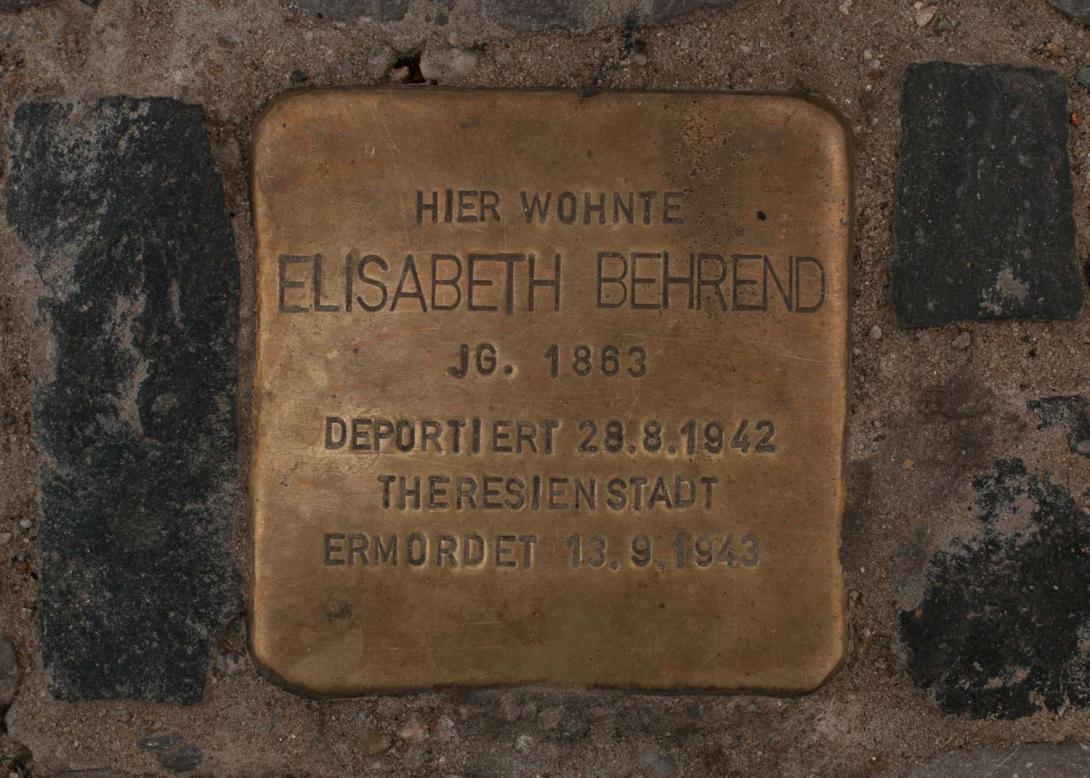 HIER WOHNTE
ELISABETH BEHREND
JG. 1863
DEPORTIERT 28.8.1942
THERESIENSTADT
ERMORDET 13.9.1943